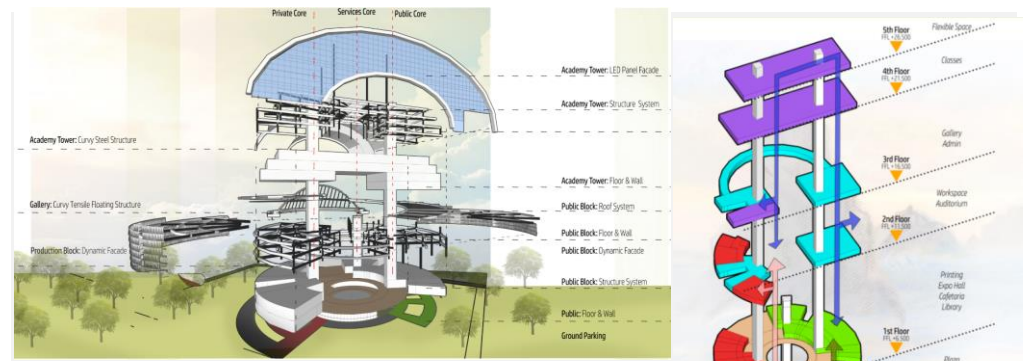 Private Core
Services Core
Public Core
Academy Tower: LED Panel Facade
Academy Tower: Structure System
Academy Tower: Curvy Steel Structure
Academy Tower: Floor & Wall
Gallery: Curvy Tensile Floating Structure
Public Block: Roof System
Public Block: Floor & Wall
Production Block: Dynamic Facade
Public Block: Dynamic Facade
Public Block: Structure System
Public: Floor & Wall
Ground Parking
5th Floor
FFL +26,500
Flexible Space
4th Floor
FFL +21,500
Classes
Gallery
Admin
3rd Floor
FFL +16,500
Workspace
Auditorium
2nd Floor
FFL +11,500
Printing
Expo Hall
Cafeteria
Library
1st Floor
FFL +6,500